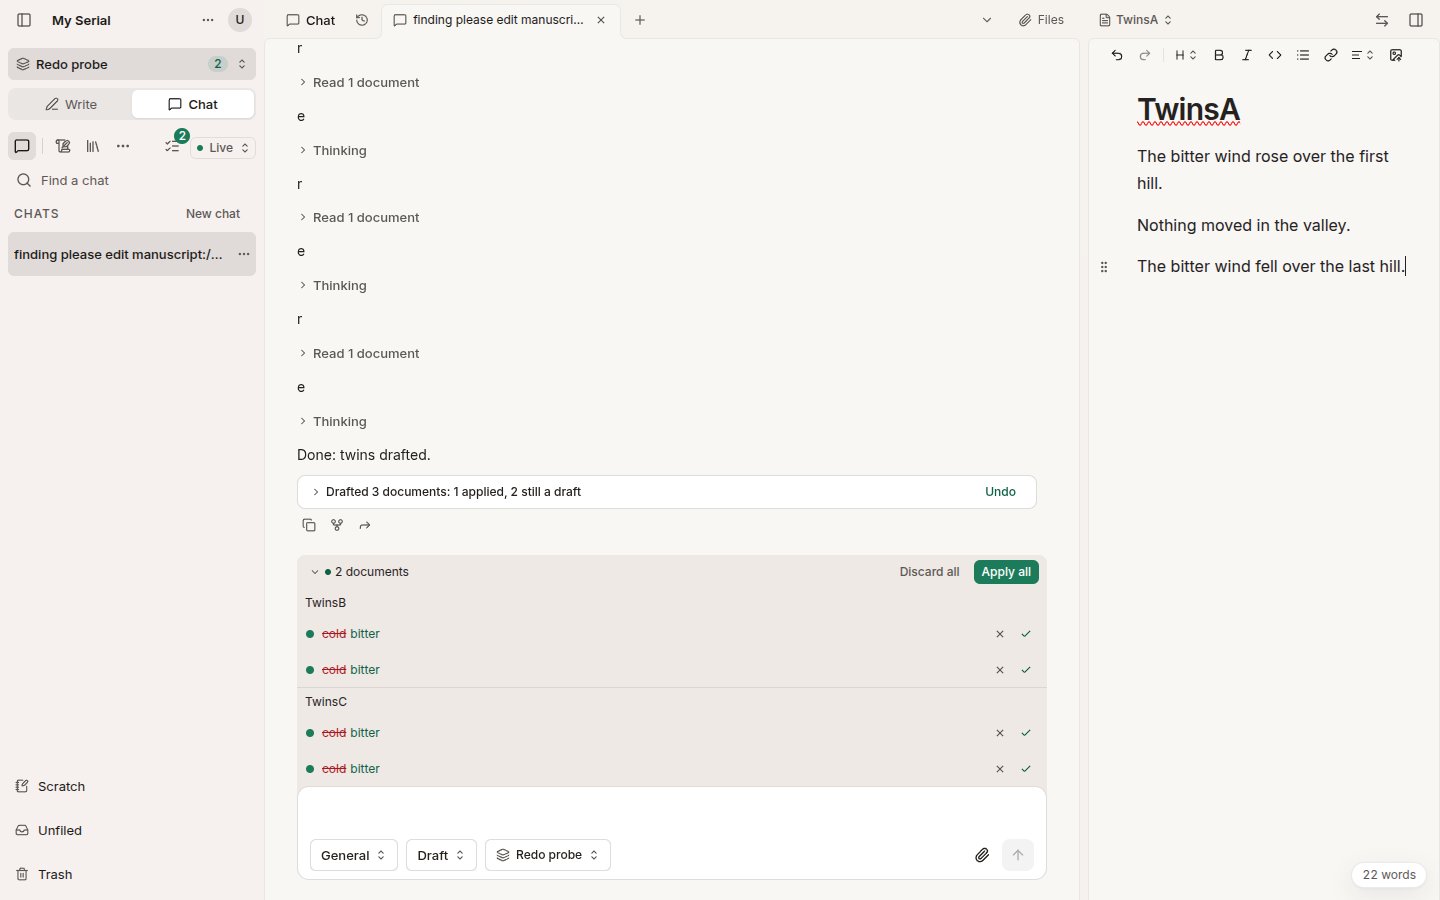 My Serial
U
Chat
finding please edit manuscri...
Files
TwinsA
Redo probe
2
Write
Chat
2
Live
Find a chat
CHATS
New chat
finding please edit manuscript:/...
Scratch
Unfiled
Trash
r
Read 1 document
e
Thinking
r
Read 1 document
e
Thinking
r
Read 1 document
e
Thinking
Done: twins drafted.
Drafted 3 documents: 1 applied, 2 still a draft
Undo
2 documents
Discard all
Apply all
TwinsB
cold bitter
cold bitter
TwinsC
cold bitter
cold bitter
General
Draft
Redo probe
H
B
I
TwinsA
The bitter wind rose over the first
hill.
Nothing moved in the valley.
The bitter wind fell over the last hill.
22 words